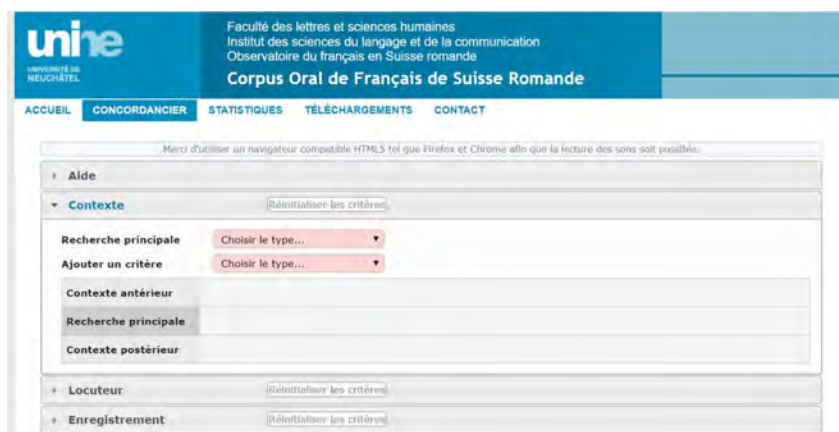 unine
UNIVERSITÉ DE
NEUCHÂTEL
Faculté des lettres et sciences humaines
Institut des sciences du langage et de la communication
Observatoire du français en Suisse romande
Corpus Oral de Français de Suisse Romande
ACCUEIL CONCORDANCIER STATISTIQUES TÉLÉCHARGEMENTS CONTACT
Merci d'utiliser un navigateur compatible HTML5 tel que Firefox et Chrome afin que la lecture des sons soit possible.
Aide
Contexte Réinitialiser les critères
Recherche principale Choisir le type...
Ajouter un critère Choisir le type...
Contexte antérieur
Recherche principale
Contexte postérieur
Locuteur Réinitialiser les critères
Enregistrement Réinitialiser les critères